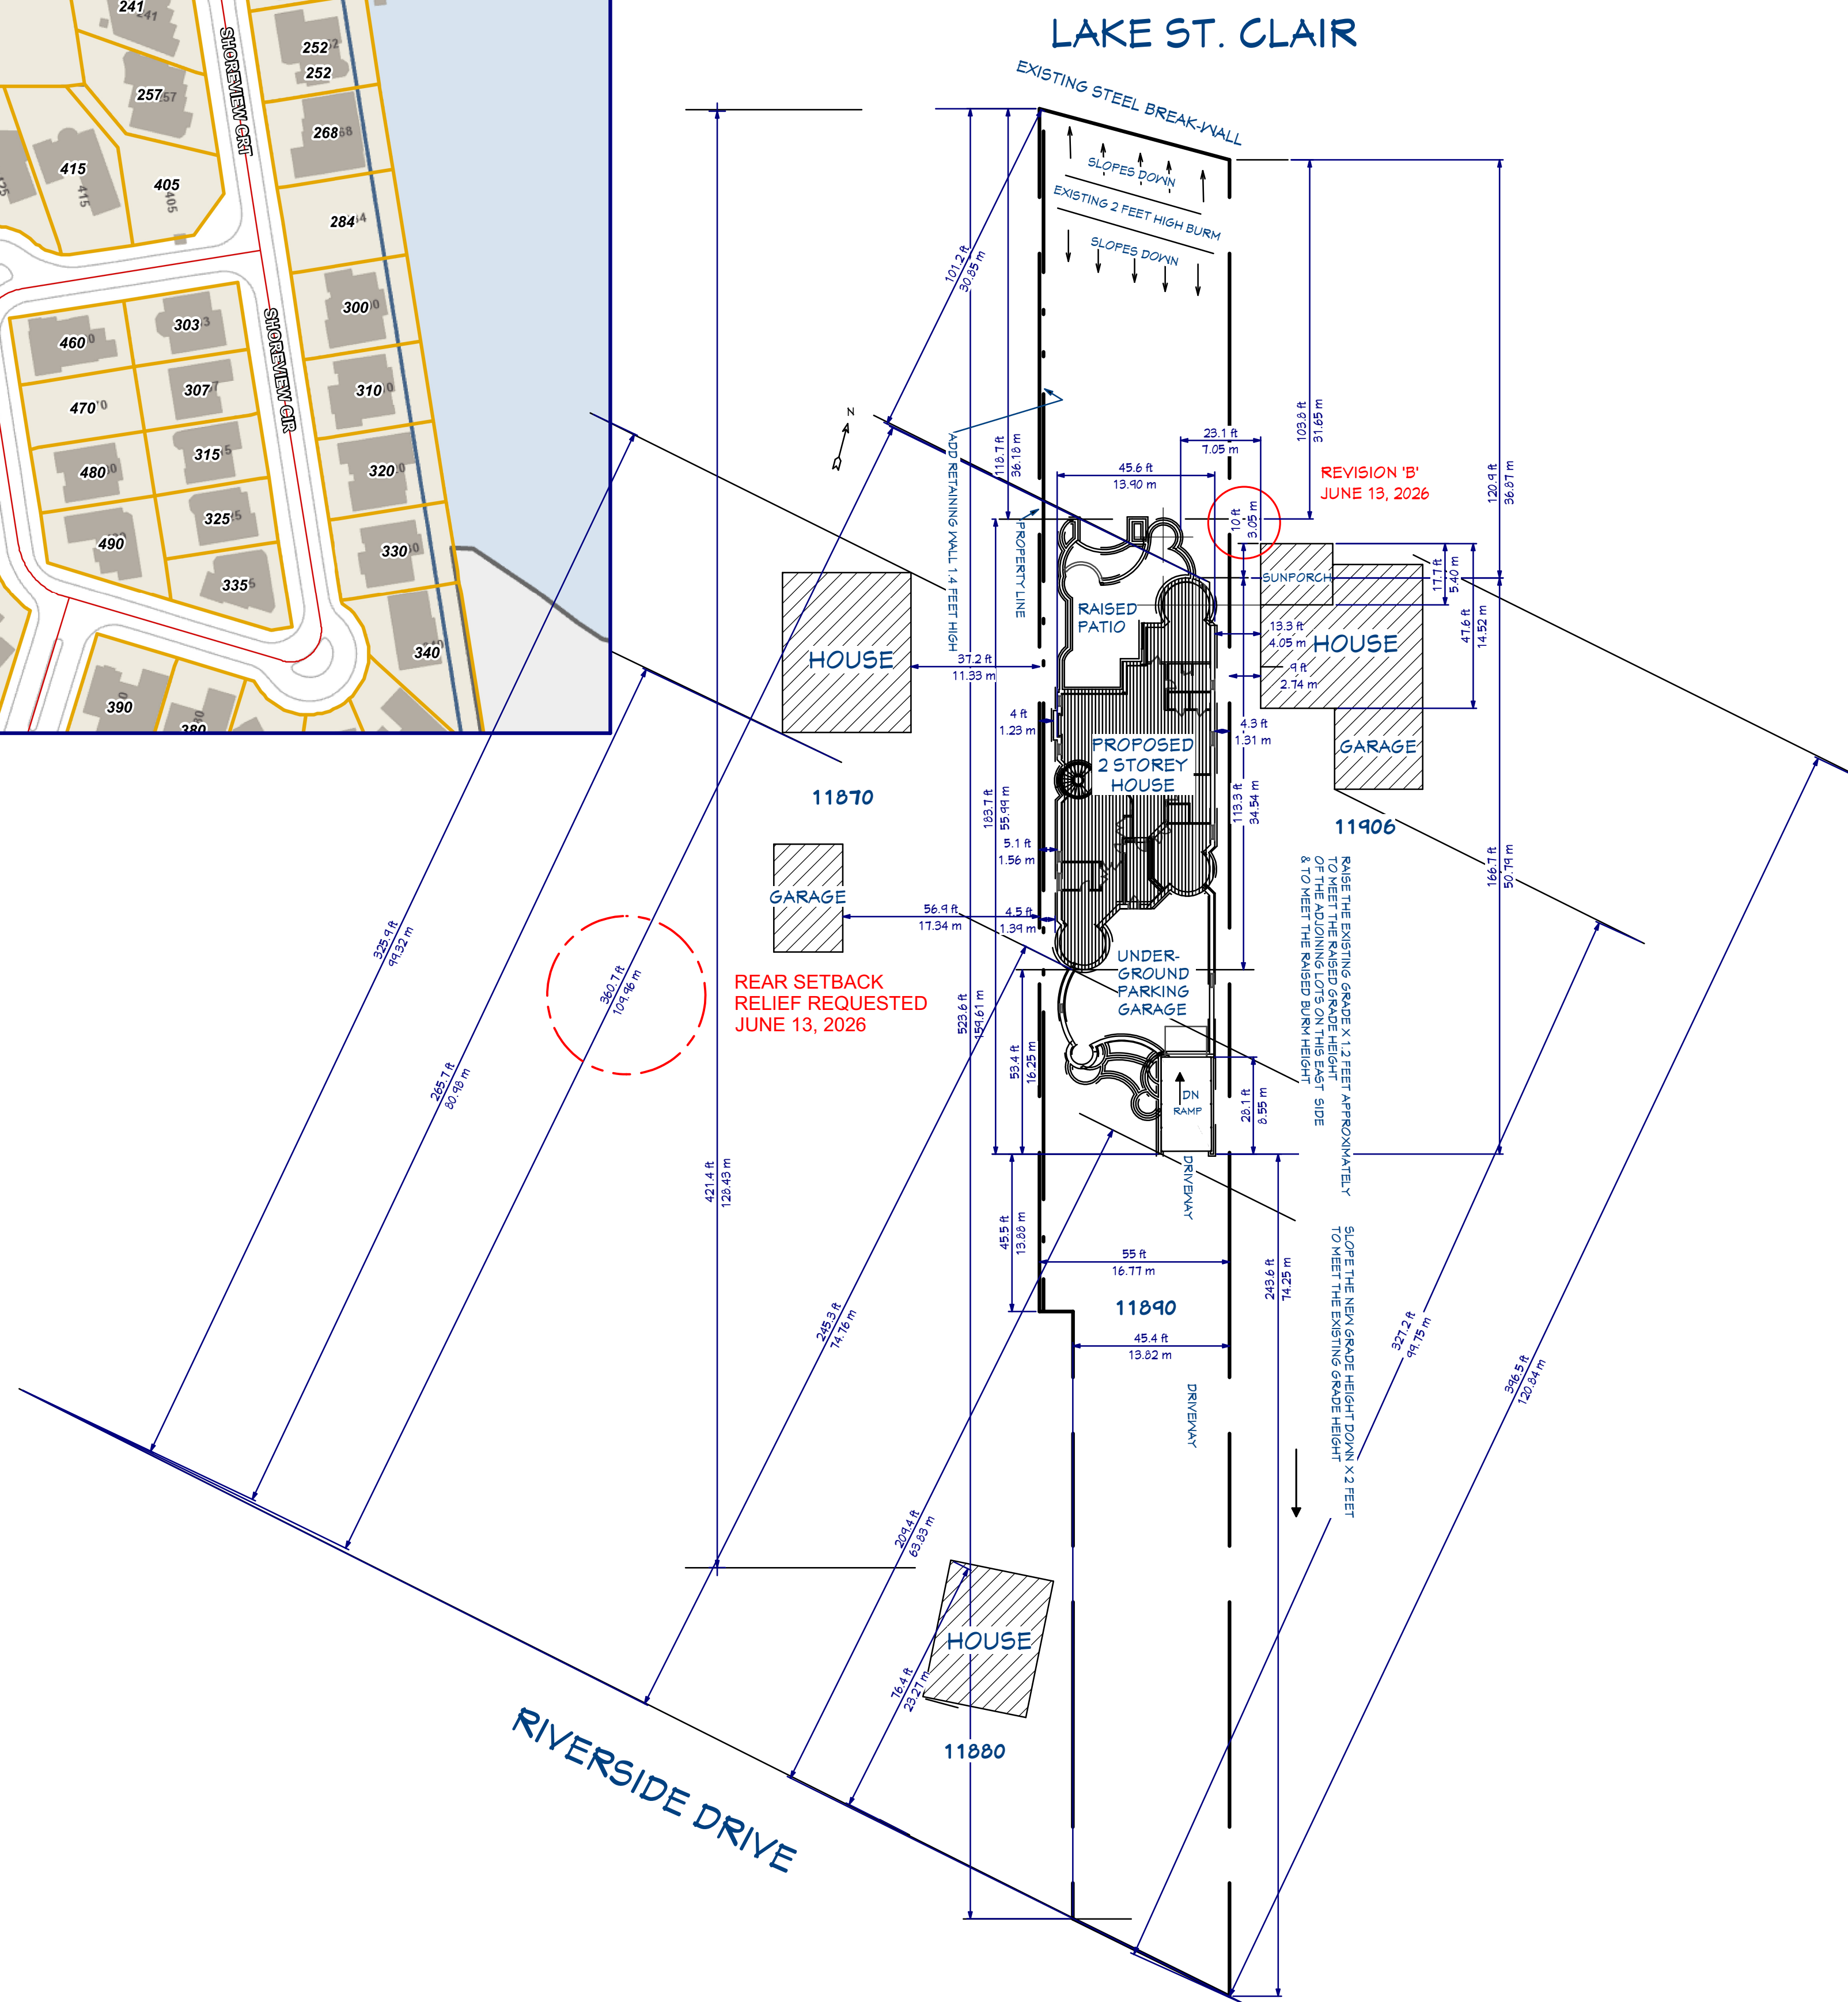 LAKE ST. CLAIR
EXISTING STEEL BREAK-WALL
SLOPES DOWN
EXISTING 2 FEET HIGH BURM
SLOPES DOWN
241
257
252
252
268
415
405
284
300
460
303
310
470
307
320
480
315
325
490
330
335
340
390
380
SHOREVIEW CRT
SHOREVIEW CIR
N
101.2 ft
30.85 m
118.7 ft
36.18 m
103.8 ft
31.65 m
120.9 ft
36.87 m
23.1 ft
7.05 m
45.6 ft
13.90 m
10 ft
3.05 m
REVISION 'B'
JUNE 13, 2026
ADD RETAINING WALL 1.4 FEET HIGH
PROPERTY LINE
SUNPORCH
17.7 ft
5.40 m
47.6 ft
14.52 m
RAISED
PATIO
13.3 ft
4.05 m
HOUSE
9 ft
2.74 m
HOUSE
37.2 ft
11.33 m
4 ft
1.23 m
4.3 ft
1.31 m
PROPOSED
2 STOREY
HOUSE
GARAGE
11870
11906
183.7 ft
55.99 m
113.3 ft
34.54 m
5.1 ft
1.56 m
166.7 ft
50.79 m
GARAGE
56.9 ft
17.34 m
4.5 ft
1.39 m
UNDER-
GROUND
PARKING
GARAGE
RAISE THE EXISTING GRADE X 1.2 FEET APPROXIMATELY
TO MEET THE RAISED GRADE HEIGHT
OF THE ADJOINING LOTS ON THIS EAST SIDE
& TO MEET THE RAISED BURM HEIGHT
325.9 ft
99.32 m
360.7 ft
109.96 m
265.7 ft
80.98 m
REAR SETBACK
RELIEF REQUESTED
JUNE 13, 2026
523.6 ft
159.61 m
53.4 ft
16.25 m
DN
RAMP
28.1 ft
8.55 m
421.4 ft
128.43 m
DRIVEWAY
45.5 ft
13.88 m
55 ft
16.77 m
243.6 ft
74.25 m
SLOPE THE NEW GRADE HEIGHT DOWN X 2 FEET
TO MEET THE EXISTING GRADE HEIGHT
11890
45.4 ft
13.82 m
245.3 ft
74.76 m
327.2 ft
99.75 m
396.5 ft
120.84 m
DRIVEWAY
209.4 ft
63.83 m
HOUSE
76.4 ft
23.27 m
11880
RIVERSIDE DRIVE